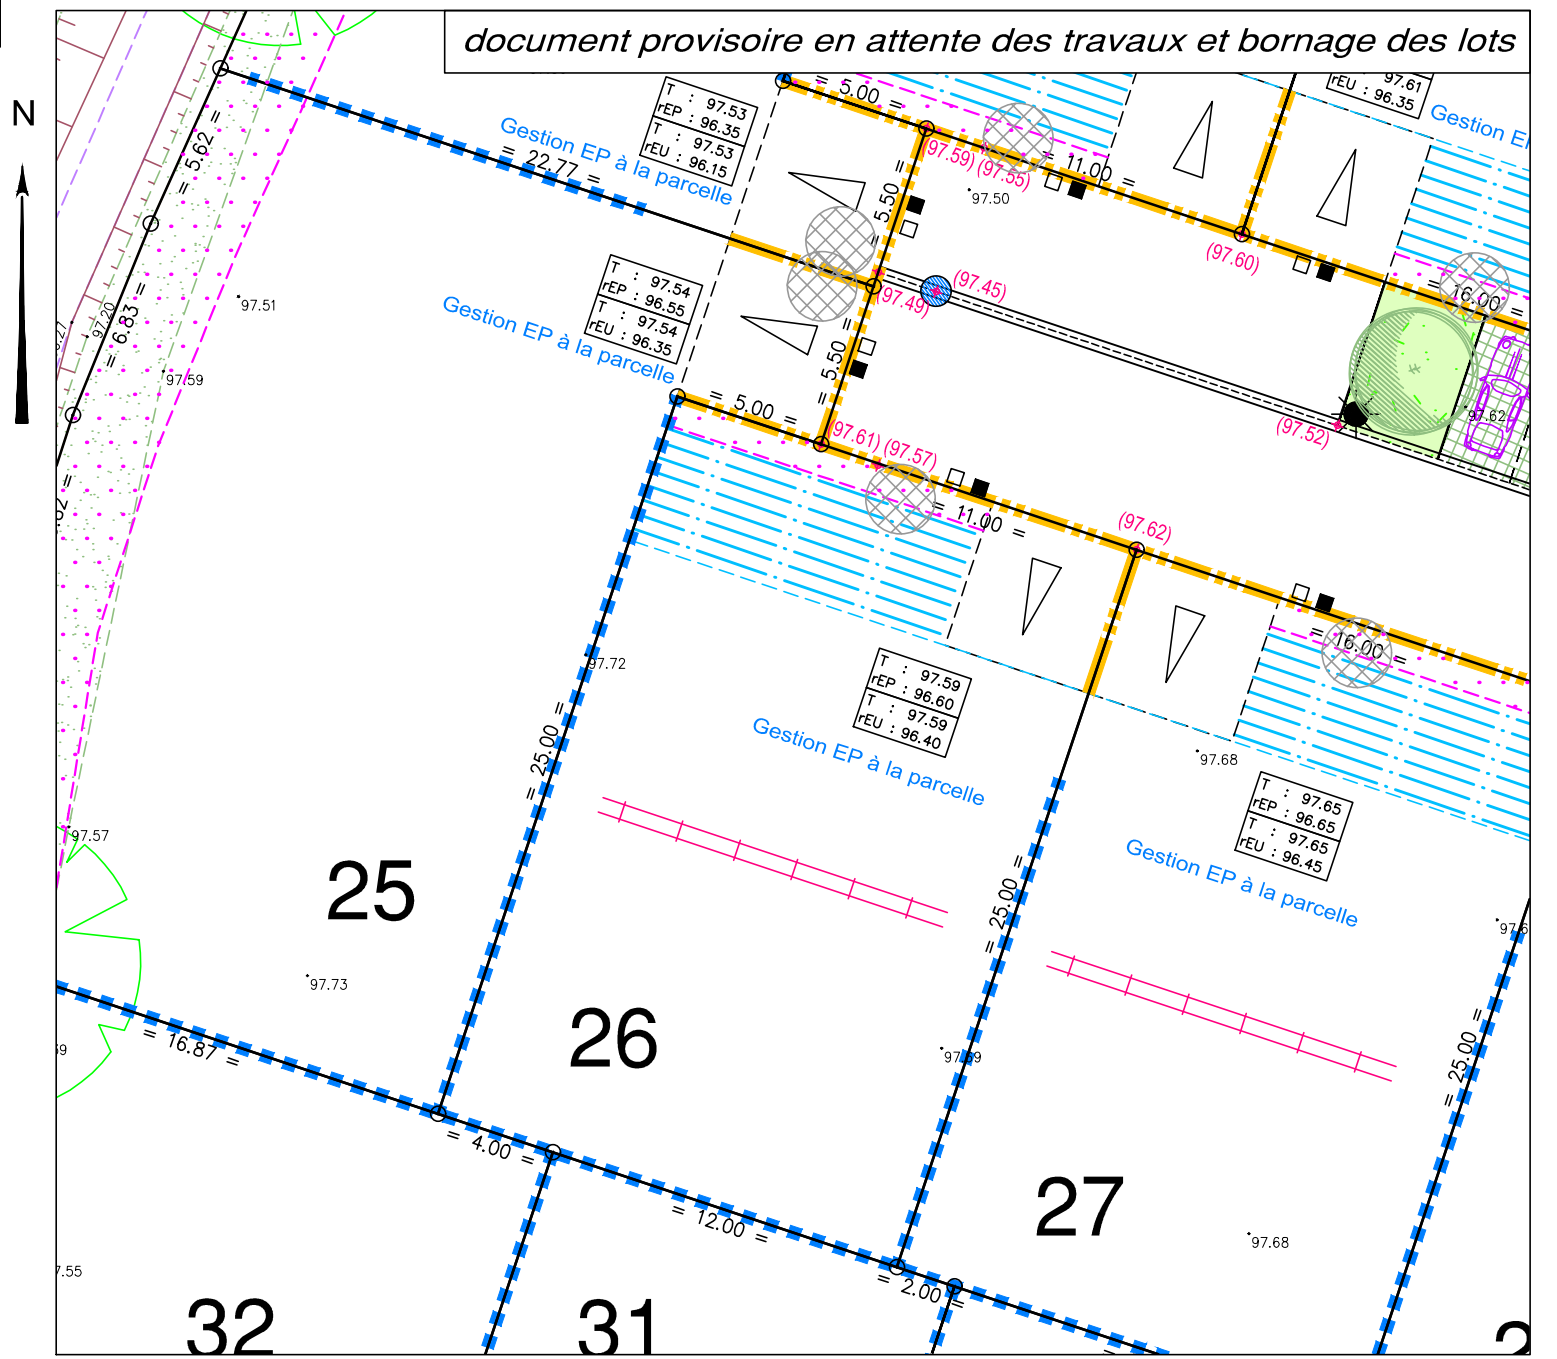 document provisoire en attente des travaux et bornage des lots
N
= 5.00 =
T : 97.53
rEP : 96.35
T : 97.53
rEU : 96.15
97.61
rEU : 96.35
Gestion EP à la parcelle
= 22.77 =
= 5.62 =
(97.59) (97.55)
= 11.00 =
97.50
= 5.50 =
(97.60)
(97.45)
(97.49)
= 16.00 =
97.51
97.20
= 6.83 =
97.59
T : 97.54
rEP : 96.55
T : 97.54
rEU : 96.35
Gestion EP à la parcelle
= 5.50 =
= 5.00 =
(97.61) (97.57)
(97.52)
97.62
= 11.00 =
(97.62)
= 16.00 =
97.72
T : 97.59
rEP : 96.60
T : 97.59
rEU : 96.40
Gestion EP à la parcelle
97.68
T : 97.65
rEP : 96.65
T : 97.65
rEU : 96.45
Gestion EP à la parcelle
= 25.00 =
97.57
25
= 25.00 =
97.73
26
= 16.87 =
= 25.00 =
= 4.00 =
27
= 12.00 =
97.68
= 2.00 =
32
31